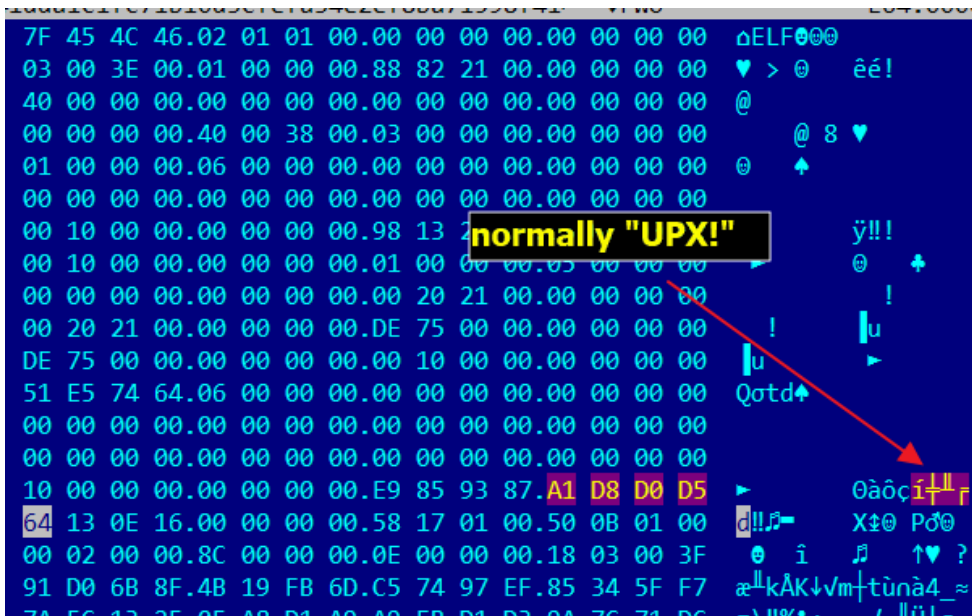 7F 45 4C 46.02 01 01 00.00 00 00 00.00 00 00 00 ⌂ELF☻☺☺
03 00 3E 00.01 00 00 00.88 82 21 00.00 00 00 00 ♥ > ☺ êé!
40 00 00 00.00 00 00 00.00 00 00 00.00 00 00 00 @
00 00 00 00.40 00 38 00.03 00 00 00.00 00 00 00 @ 8 ♥
01 00 00 00.06 00 00 00.00 00 00 00.00 00 00 00 ☺ ♠
00 00 00 00.00 00 00 00.00 00 00 00.00 00 00 00
00 10 00 00.00 00 00 00.98 13 ÿ‼!
normally "UPX!"
00 10 00 00.00 00 00 00.01 00 00 00.05 00 00 00 ► ☺ ♣
00 00 00 00.00 00 00 00.00 20 21 00.00 00 00 00 !
00 20 21 00.00 00 00 00.DE 75 00 00.00 00 00 00 ! ▐u
DE 75 00 00.00 00 00 00.00 10 00 00.00 00 00 00 ▐u ►
51 E5 74 64.06 00 00 00.00 00 00 00.00 00 00 00 Qσtd♠
00 00 00 00.00 00 00 00.00 00 00 00.00 00 00 00
00 00 00 00.00 00 00 00.00 00 00 00.00 00 00 00
10 00 00 00.00 00 00 00.E9 85 93 87.A1 D8 D0 D5 ► Θàôçí╪╨╒
64 13 0E 16.00 00 00 00.58 17 01 00.50 0B 01 00 d‼♫▬ X↨☺ P♂☺
00 02 00 00.8C 00 00 00.0E 00 00 00.18 03 00 3F ☻ î ♫ ↑♥ ?
91 D0 6B 8F.4B 19 FB 6D.C5 74 97 EF.85 34 5F F7 æ╨kÅK↓√m┼tù∩à4_≈